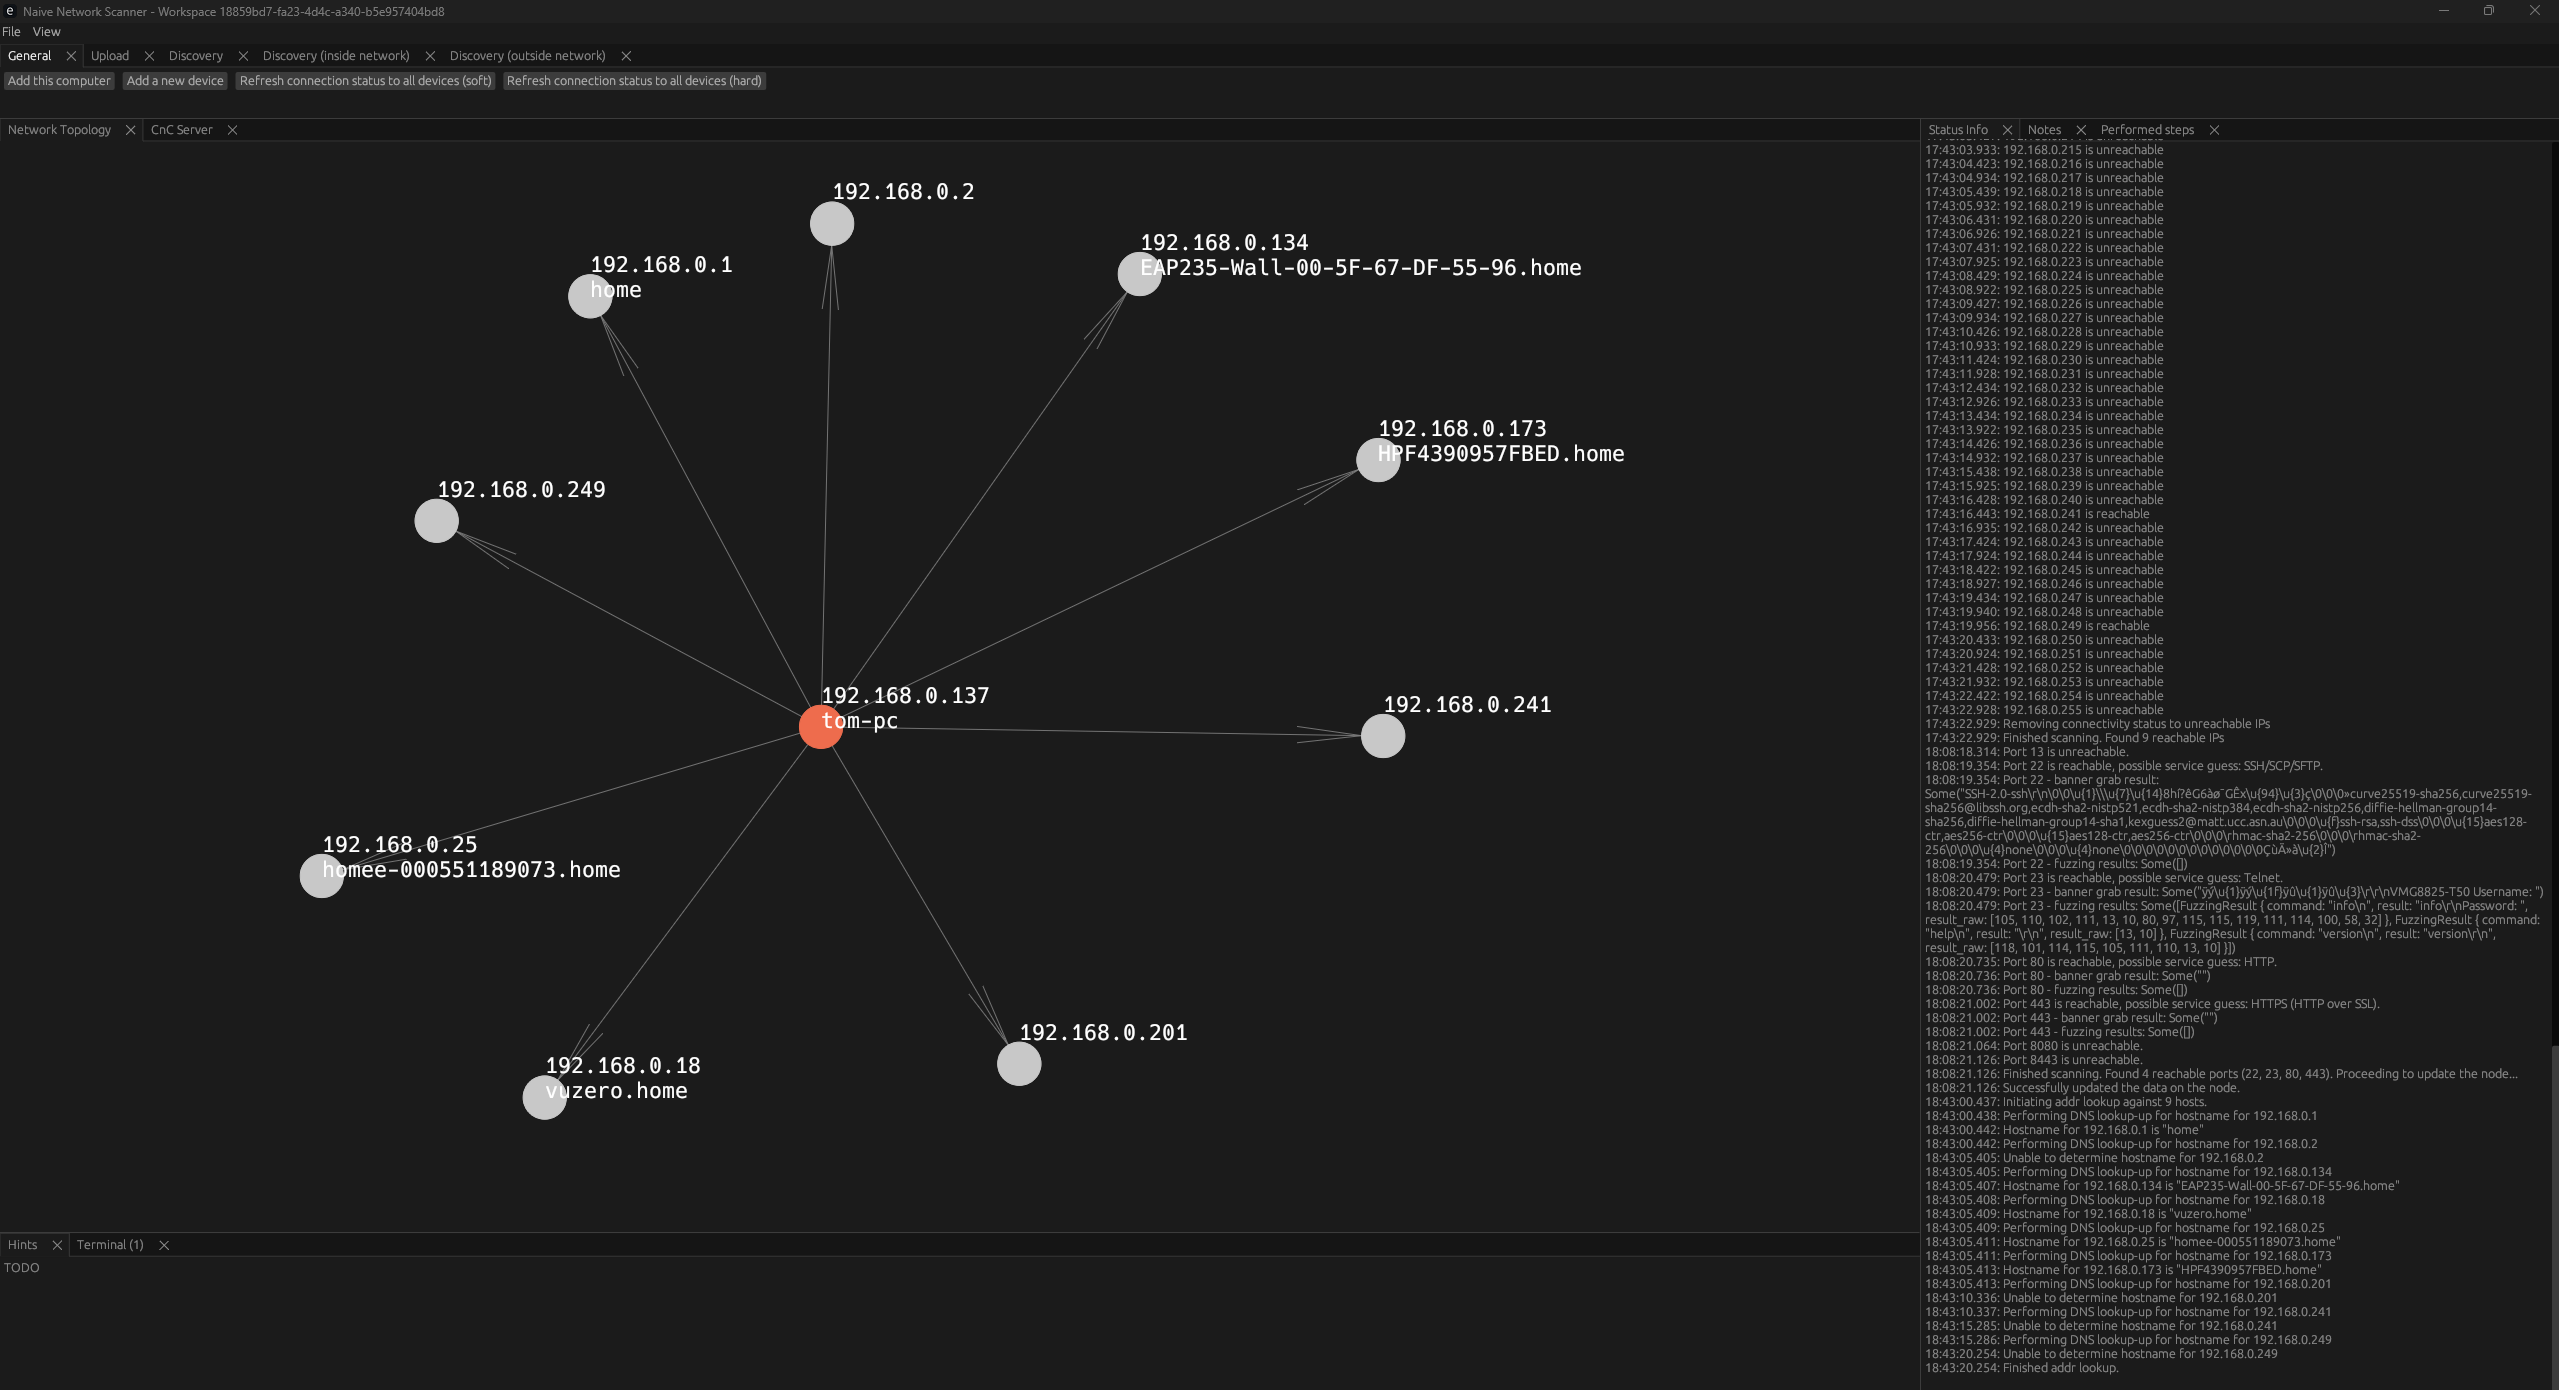 Naive Network Scanner - Workspace 18859bd7-fa23-4d4c-a340-b5e957404bd8
File View
General Upload Discovery Discovery (inside network) Discovery (outside network)
Add this computer Add a new device Refresh connection status to all devices (soft) Refresh connection status to all devices (hard)
Network Topology CnC Server
192.168.0.2
192.168.0.134
EAP235-Wall-00-5F-67-DF-55-96.home
192.168.0.1
home
192.168.0.173
HPF4390957FBED.home
192.168.0.249
192.168.0.137
tom-pc
192.168.0.241
192.168.0.25
homee-000551189073.home
192.168.0.201
192.168.0.18
vuzero.home
Hints Terminal (1)
TODO
Status Info Notes Performed steps
17:43:03.933: 192.168.0.215 is unreachable
17:43:04.423: 192.168.0.216 is unreachable
17:43:04.934: 192.168.0.217 is unreachable
17:43:05.439: 192.168.0.218 is unreachable
17:43:05.932: 192.168.0.219 is unreachable
17:43:06.431: 192.168.0.220 is unreachable
17:43:06.926: 192.168.0.221 is unreachable
17:43:07.431: 192.168.0.222 is unreachable
17:43:07.925: 192.168.0.223 is unreachable
17:43:08.429: 192.168.0.224 is unreachable
17:43:08.922: 192.168.0.225 is unreachable
17:43:09.427: 192.168.0.226 is unreachable
17:43:09.934: 192.168.0.227 is unreachable
17:43:10.426: 192.168.0.228 is unreachable
17:43:10.933: 192.168.0.229 is unreachable
17:43:11.424: 192.168.0.230 is unreachable
17:43:11.928: 192.168.0.231 is unreachable
17:43:12.434: 192.168.0.232 is unreachable
17:43:12.926: 192.168.0.233 is unreachable
17:43:13.434: 192.168.0.234 is unreachable
17:43:13.922: 192.168.0.235 is unreachable
17:43:14.426: 192.168.0.236 is unreachable
17:43:14.932: 192.168.0.237 is unreachable
17:43:15.438: 192.168.0.238 is unreachable
17:43:15.925: 192.168.0.239 is unreachable
17:43:16.428: 192.168.0.240 is unreachable
17:43:16.443: 192.168.0.241 is reachable
17:43:16.935: 192.168.0.242 is unreachable
17:43:17.424: 192.168.0.243 is unreachable
17:43:17.924: 192.168.0.244 is unreachable
17:43:18.422: 192.168.0.245 is unreachable
17:43:18.927: 192.168.0.246 is unreachable
17:43:19.434: 192.168.0.247 is unreachable
17:43:19.940: 192.168.0.248 is unreachable
17:43:19.956: 192.168.0.249 is reachable
17:43:20.433: 192.168.0.250 is unreachable
17:43:20.924: 192.168.0.251 is unreachable
17:43:21.428: 192.168.0.252 is unreachable
17:43:21.932: 192.168.0.253 is unreachable
17:43:22.422: 192.168.0.254 is unreachable
17:43:22.928: 192.168.0.255 is unreachable
17:43:22.929: Removing connectivity status to unreachable IPs
17:43:22.929: Finished scanning. Found 9 reachable IPs
18:08:18.314: Port 13 is unreachable.
18:08:19.354: Port 22 is reachable, possible service guess: SSH/SCP/SFTP.
18:08:19.354: Port 22 - banner grab result:
Some("SSH-2.0-ssh\r\n\0\0\u{1}\\\u{7}\u{14}8hí?êG6àø¨GÊx\u{94}\u{3}ç\0\0\0»curve25519-sha256,curve25519-
sha256@libssh.org,ecdh-sha2-nistp521,ecdh-sha2-nistp384,ecdh-sha2-nistp256,diffie-hellman-group14-
sha256,diffie-hellman-group14-sha1,kexguess2@matt.ucc.asn.au\0\0\0\u{f}ssh-rsa,ssh-dss\0\0\0\u{15}aes128-
ctr,aes256-ctr\0\0\0\u{15}aes128-ctr,aes256-ctr\0\0\0\rhmac-sha2-256\0\0\0\rhmac-sha2-
256\0\0\0\u{4}none\0\0\0\u{4}none\0\0\0\0\0\0\0\0\0\0\0\0\0ÇùÄ»à\u{2}Î")
18:08:19.354: Port 22 - fuzzing results: Some([])
18:08:20.479: Port 23 is reachable, possible service guess: Telnet.
18:08:20.479: Port 23 - banner grab result: Some("ÿý\u{1}ÿý\u{1f}ÿû\u{1}ÿû\u{3}\r\r\nVMG8825-T50 Username: ")
18:08:20.479: Port 23 - fuzzing results: Some([FuzzingResult { command: "info\n", result: "info\r\nPassword: ",
result_raw: [105, 110, 102, 111, 13, 10, 80, 97, 115, 115, 119, 111, 114, 100, 58, 32] }, FuzzingResult { command:
"help\n", result: "\r\n", result_raw: [13, 10] }, FuzzingResult { command: "version\n", result: "version\r\n",
result_raw: [118, 101, 114, 115, 105, 111, 110, 13, 10] }])
18:08:20.735: Port 80 is reachable, possible service guess: HTTP.
18:08:20.736: Port 80 - banner grab result: Some("")
18:08:20.736: Port 80 - fuzzing results: Some([])
18:08:21.002: Port 443 is reachable, possible service guess: HTTPS (HTTP over SSL).
18:08:21.002: Port 443 - banner grab result: Some("")
18:08:21.002: Port 443 - fuzzing results: Some([])
18:08:21.064: Port 8080 is unreachable.
18:08:21.126: Port 8443 is unreachable.
18:08:21.126: Finished scanning. Found 4 reachable ports (22, 23, 80, 443). Proceeding to update the node...
18:08:21.126: Successfully updated the data on the node.
18:43:00.437: Initiating addr lookup against 9 hosts.
18:43:00.438: Performing DNS lookup-up for hostname for 192.168.0.1
18:43:00.442: Hostname for 192.168.0.1 is "home"
18:43:00.442: Performing DNS lookup-up for hostname for 192.168.0.2
18:43:05.405: Unable to determine hostname for 192.168.0.2
18:43:05.405: Performing DNS lookup-up for hostname for 192.168.0.134
18:43:05.407: Hostname for 192.168.0.134 is "EAP235-Wall-00-5F-67-DF-55-96.home"
18:43:05.408: Performing DNS lookup-up for hostname for 192.168.0.18
18:43:05.409: Hostname for 192.168.0.18 is "vuzero.home"
18:43:05.409: Performing DNS lookup-up for hostname for 192.168.0.25
18:43:05.411: Hostname for 192.168.0.25 is "homee-000551189073.home"
18:43:05.411: Performing DNS lookup-up for hostname for 192.168.0.173
18:43:05.413: Hostname for 192.168.0.173 is "HPF4390957FBED.home"
18:43:05.413: Performing DNS lookup-up for hostname for 192.168.0.201
18:43:10.336: Unable to determine hostname for 192.168.0.201
18:43:10.337: Performing DNS lookup-up for hostname for 192.168.0.241
18:43:15.285: Unable to determine hostname for 192.168.0.241
18:43:15.286: Performing DNS lookup-up for hostname for 192.168.0.249
18:43:20.254: Unable to determine hostname for 192.168.0.249
18:43:20.254: Finished addr lookup.